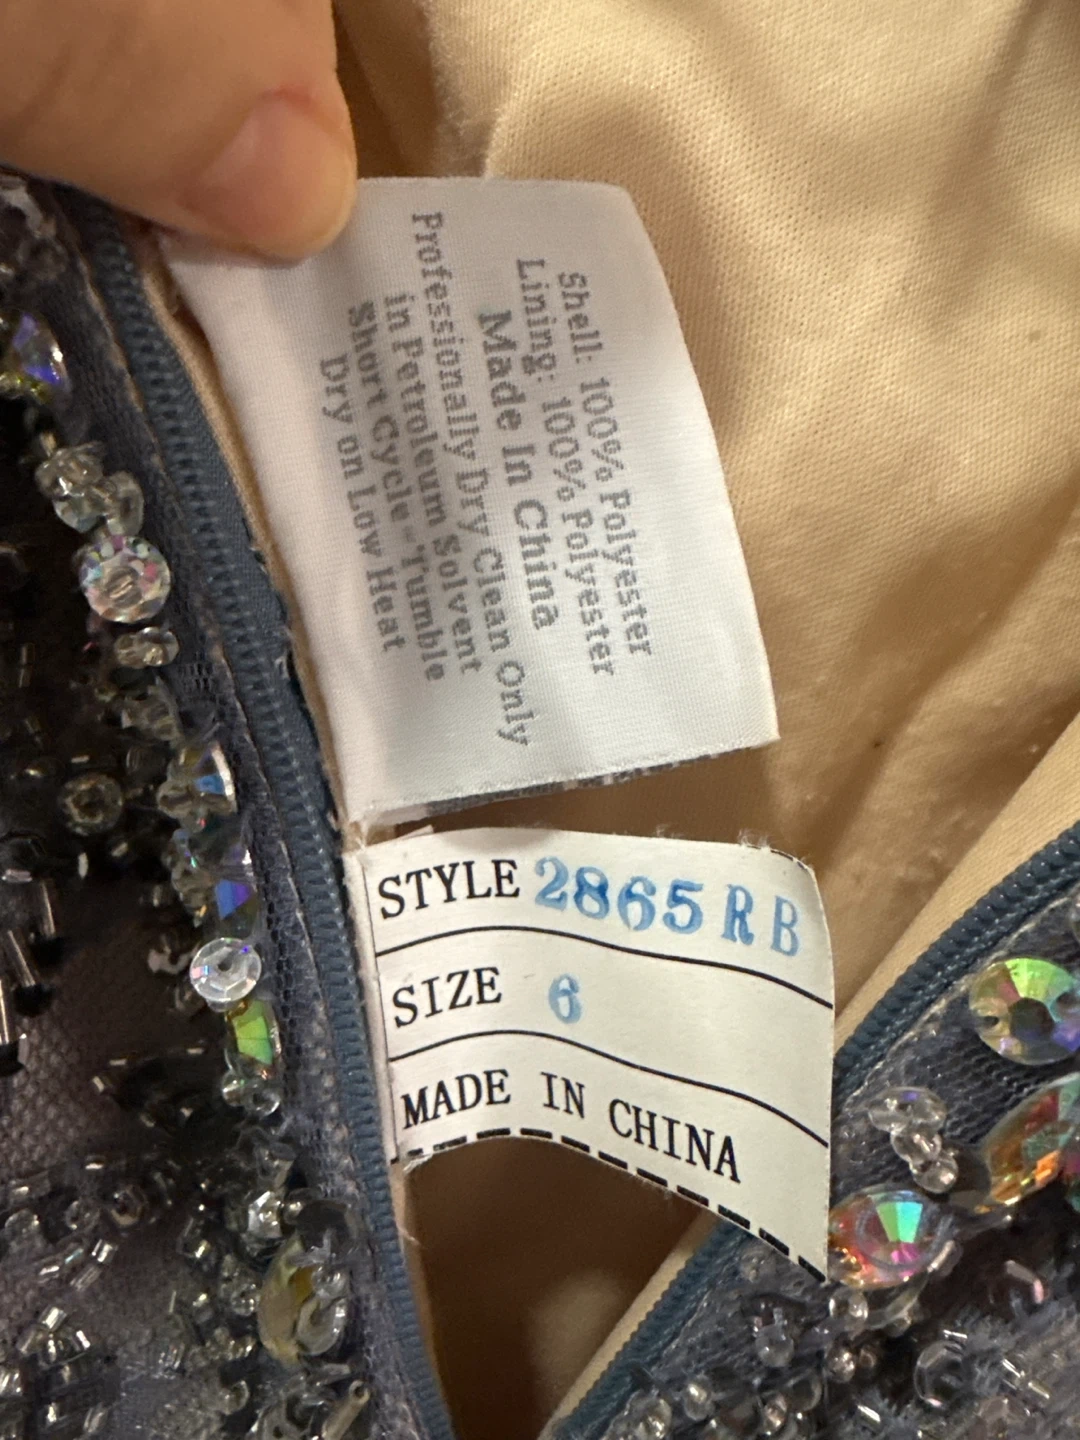 Shell: 100% Polyester
Lining: 100% Polyester
Made In China
Professionally Dry Clean Only
in Petroleum Solvent
Short Cycle - Tumble
Dry on Low Heat
STYLE 2865 RB
SIZE 6
MADE IN CHINA